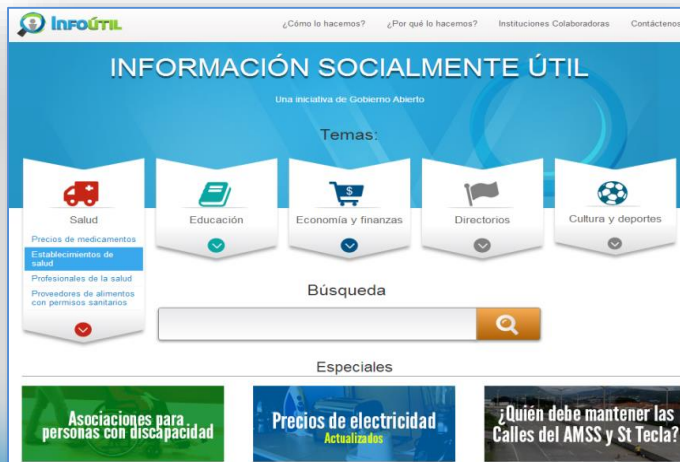 INFOÚTIL
¿Cómo lo hacemos? ¿Por qué lo hacemos? Instituciones Colaboradoras Contáctenos
INFORMACIÓN SOCIALMENTE ÚTIL
Una iniciativa de Gobierno Abierto
Temas:
Salud
Educación
Economía y finanzas
Directorios
Cultura y deportes
Precios de medicamentos
Establecimientos de
salud
Profesionales de la salud
Proveedores de alimentos
con permisos sanitarios
Búsqueda
Especiales
Asociaciones para
personas con discapacidad
Precios de electricidad
Actualizados
¿Quién debe mantener las
Calles del AMSS y St Tecla?